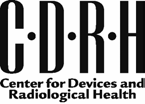 C·D·R·H
Center for Devices and
Radiological Health